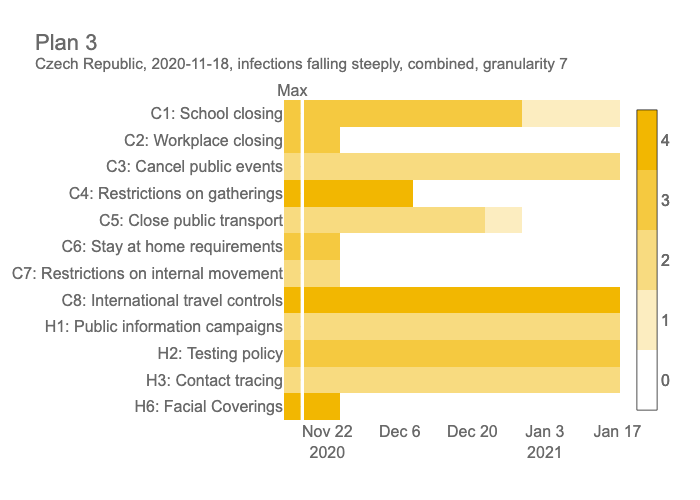 Plan 3
Czech Republic, 2020-11-18, infections falling steeply, combined, granularity 7
Max
C1: School closing
C2: Workplace closing
C3: Cancel public events
C4: Restrictions on gatherings
C5: Close public transport
C6: Stay at home requirements
C7: Restrictions on internal movement
C8: International travel controls
H1: Public information campaigns
H2: Testing policy
H3: Contact tracing
H6: Facial Coverings
Nov 22 Dec 6 Dec 20 Jan 3 Jan 17
2020 2021
4
3
2
1
0